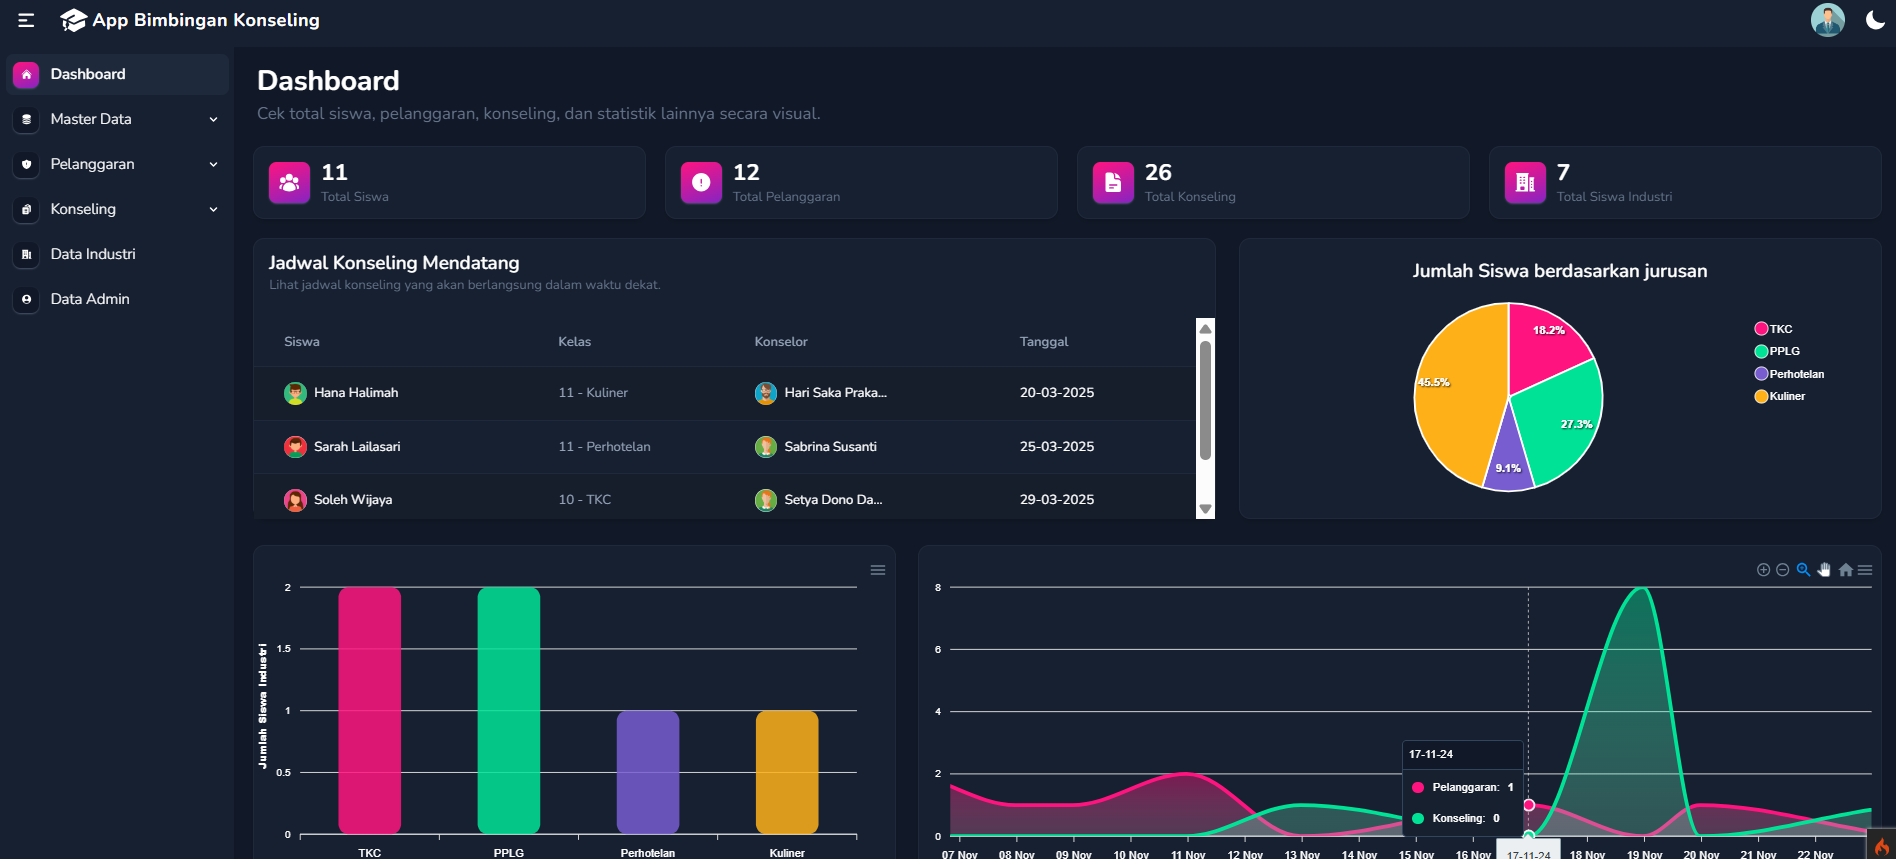 App Bimbingan Konseling
Dashboard
Master Data
Pelanggaran
Konseling
Data Industri
Data Admin
Dashboard
Cek total siswa, pelanggaran, konseling, dan statistik lainnya secara visual.
11
Total Siswa
12
Total Pelanggaran
26
Total Konseling
7
Total Siswa Industri
Jadwal Konseling Mendatang
Lihat jadwal konseling yang akan berlangsung dalam waktu dekat.
Siswa Kelas Konselor Tanggal
Hana Halimah 11 - Kuliner Hari Saka Praka... 20-03-2025
Sarah Lailasari 11 - Perhotelan Sabrina Susanti 25-03-2025
Soleh Wijaya 10 - TKC Setya Dono Da... 29-03-2025
Jumlah Siswa berdasarkan jurusan
18.2%
27.3%
9.1%
45.5%
TKC
PPLG
Perhotelan
Kuliner
Jumlah Siswa Industri
2
1.5
1
0.5
0
TKC PPLG Perhotelan Kuliner
8
6
4
2
0
17-11-24
Pelanggaran: 1
Konseling: 0
07 Nov 08 Nov 09 Nov 10 Nov 11 Nov 12 Nov 13 Nov 14 Nov 15 Nov 16 Nov 17-11-24 18 Nov 19 Nov 20 Nov 21 Nov 22 Nov